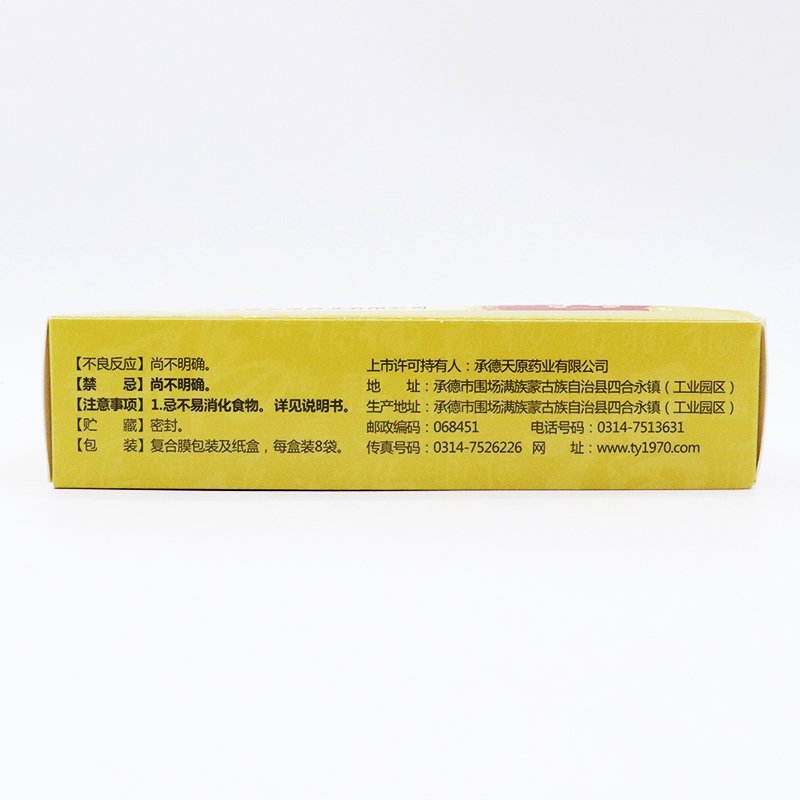 【不良反应】尚不明确。
【禁 忌】尚不明确。
【注意事项】1.忌不易消化食物。详见说明书。
【贮 藏】密封。
【包 装】复合膜包装及纸盒，每盒装8袋。
上市许可持有人：承德天原药业有限公司
地 址：承德市围场满族蒙古族自治县四合永镇（工业园区）
生产地址：承德市围场满族蒙古族自治县四合永镇（工业园区）
邮政编码：068451 电话号码：0314-7513631
传真号码：0314-7526226 网 址：www.ty1970.com